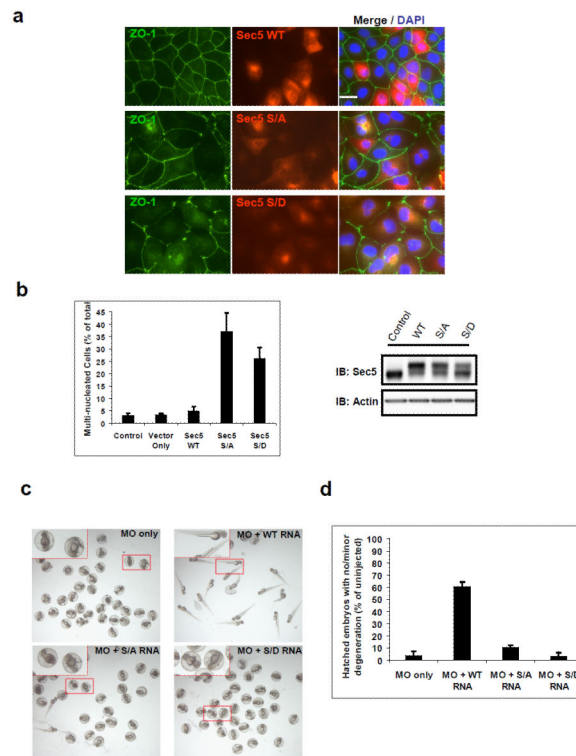 a
ZO-1
Sec5 WT
Merge / DAPI
ZO-1
Sec5 S/A
ZO-1
Sec5 S/D
b
Multi-nucleated Cells (% of total
45
40
35
30
25
20
15
10
5
0
Control
Vector
Only
Sec5
WT
Sec5
S/A
Sec5
S/D
Control
WT
S/A
S/D
IB: Sec5
IB: Actin
c
MO only
MO + WT RNA
MO + S/A RNA
MO + S/D RNA
d
Hatched embryos with no/minor
degeneration (% of uninjected)
100
90
80
70
60
50
40
30
20
10
0
MO only
MO + WT
RNA
MO + S/A
RNA
MO + S/D
RNA